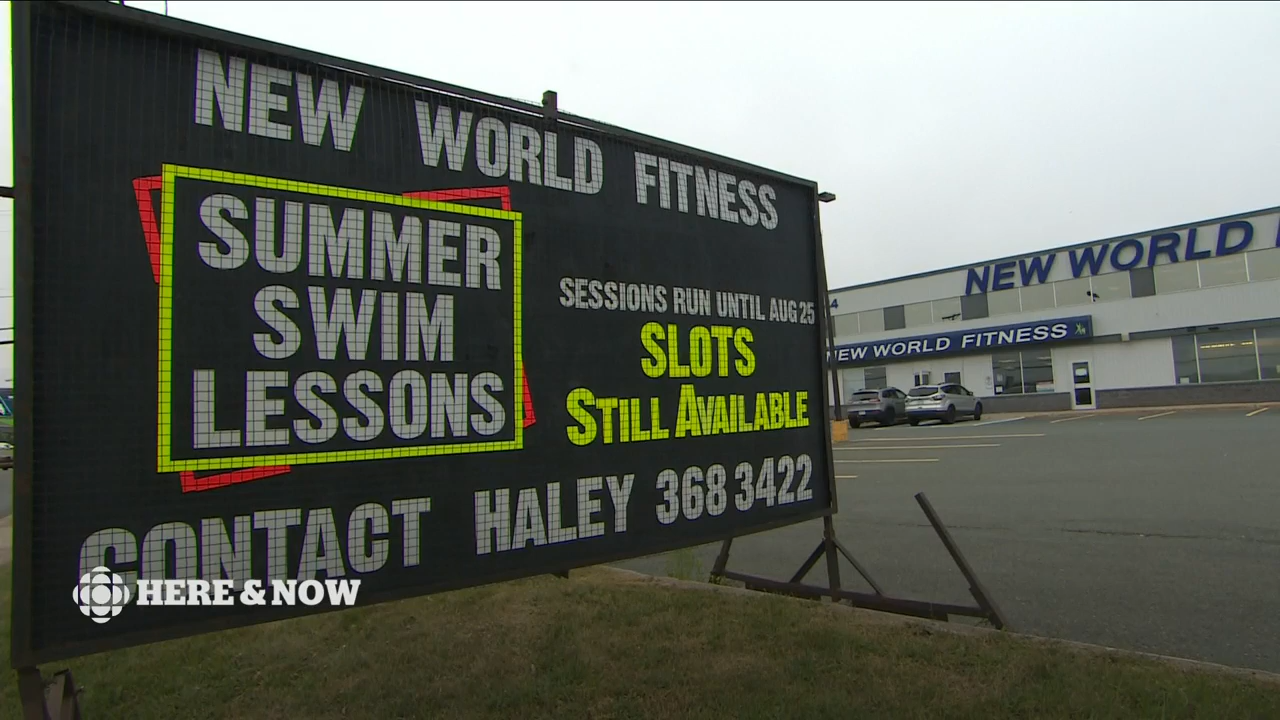 NEW WORLD FITNESS
SUMMER
SWIM
LESSONS
SESSIONS RUN UNTIL AUG 25
SLOTS
STILL AVAILABLE
CONTACT HALEY 368 3422
HERE & NOW
NEW WORLD
NEW WORLD FITNESS